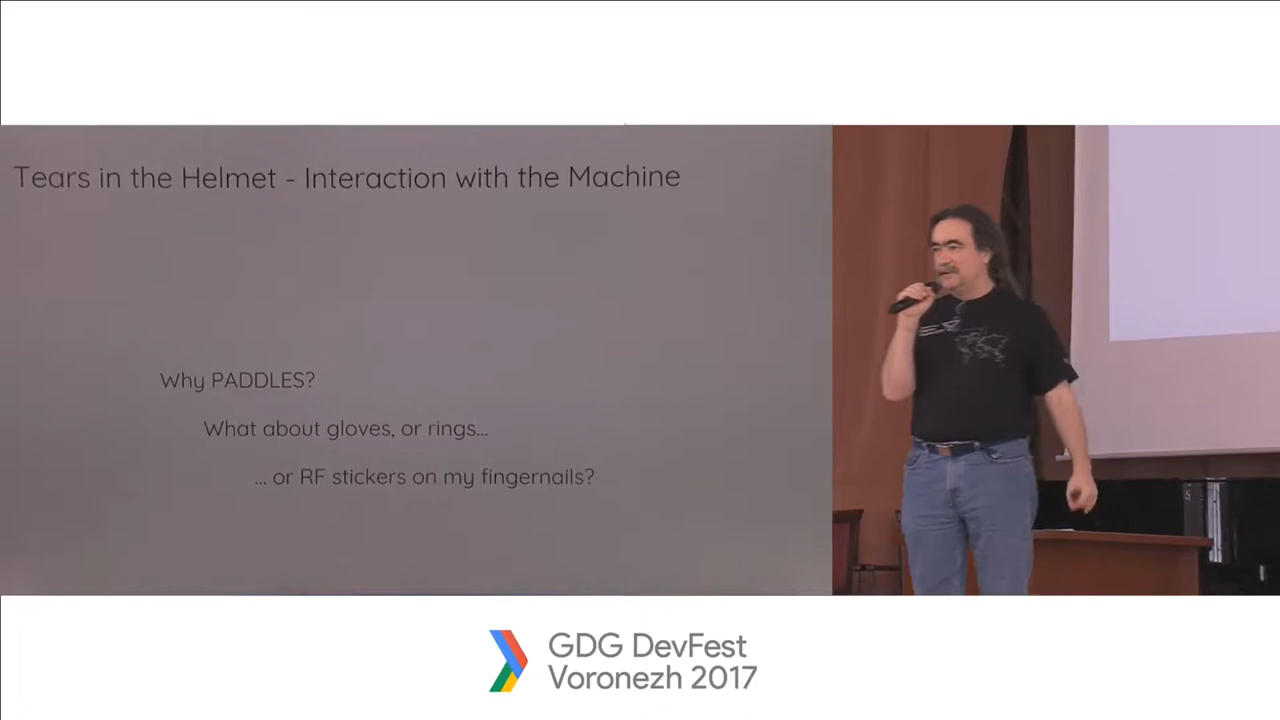 Tears in the Helmet - Interaction with the Machine
Why PADDLES?
What about gloves, or rings...
... or RF stickers on my fingernails?
GDG DevFest
Voronezh 2017